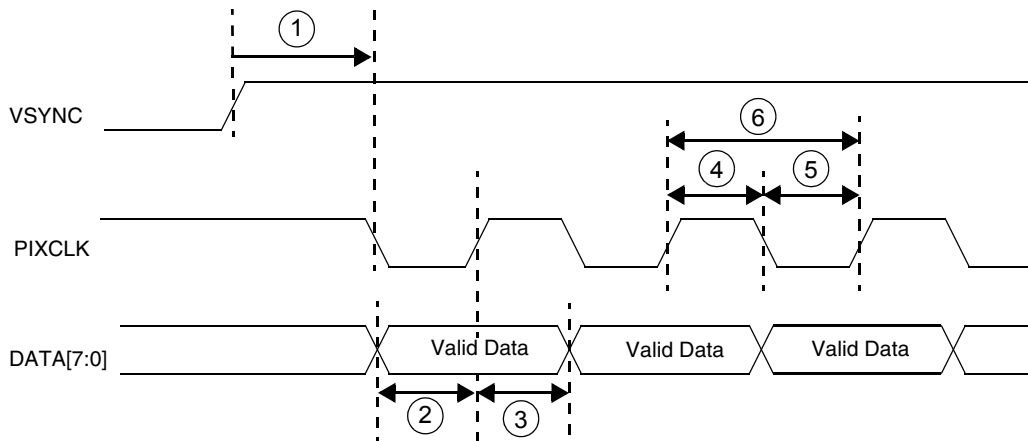 1
VSYNC
6
4 5
PIXCLK
DATA[7:0] Valid Data Valid Data Valid Data
2 3